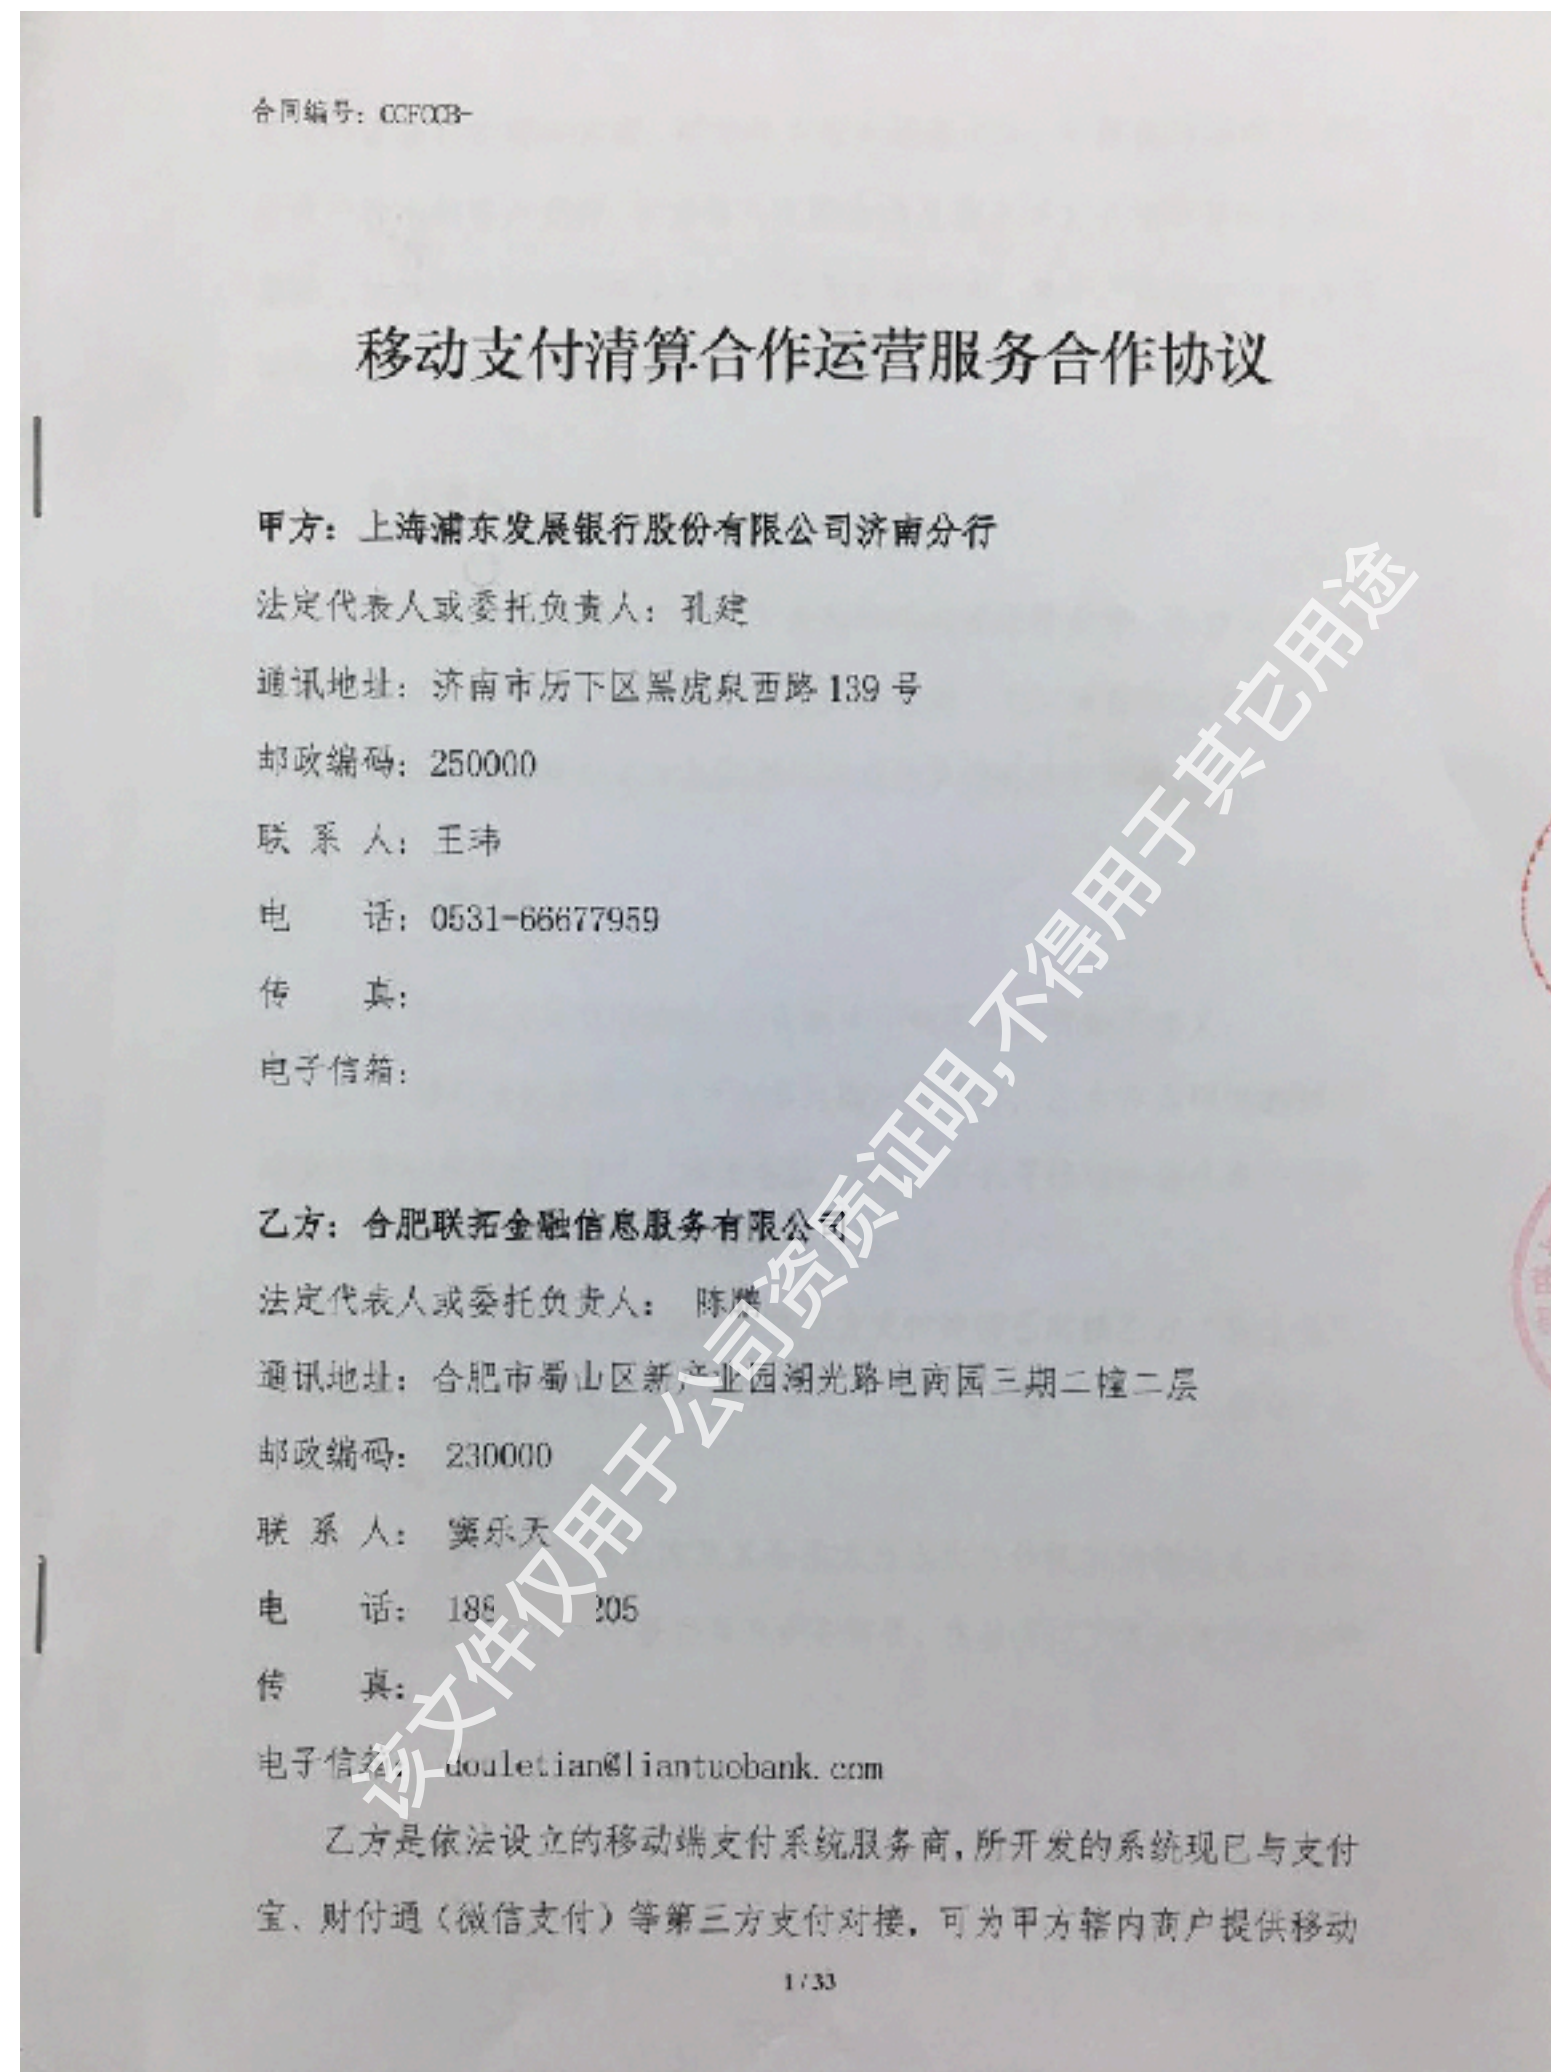 合同编号：CCFCCB-
移动支付清算合作运营服务合作协议
甲方：上海浦东发展银行股份有限公司济南分行
法定代表人或委托负责人：孔建
通讯地址：济南市历下区黑虎泉西路 139 号
邮政编码：250000
联 系 人：王玮
电 话：0531-66677959
传 真：
电子信箱：
乙方：合肥联拓金融信息服务有限公司
法定代表人或委托负责人： 陈鹏
通讯地址：合肥市蜀山区新产业园湖光路电商园三期二幢二层
邮政编码： 230000
联 系 人： 窦乐天
电 话： 188 205
传 真：
电子信箱： douletian@liantuobank.com
乙方是依法设立的移动端支付系统服务商，所开发的系统现已与支付
宝、财付通（微信支付）等第三方支付对接，可为甲方辖内商户提供移动
1 / 33
该文件仅用于公司资质证明,不得用于其它用途